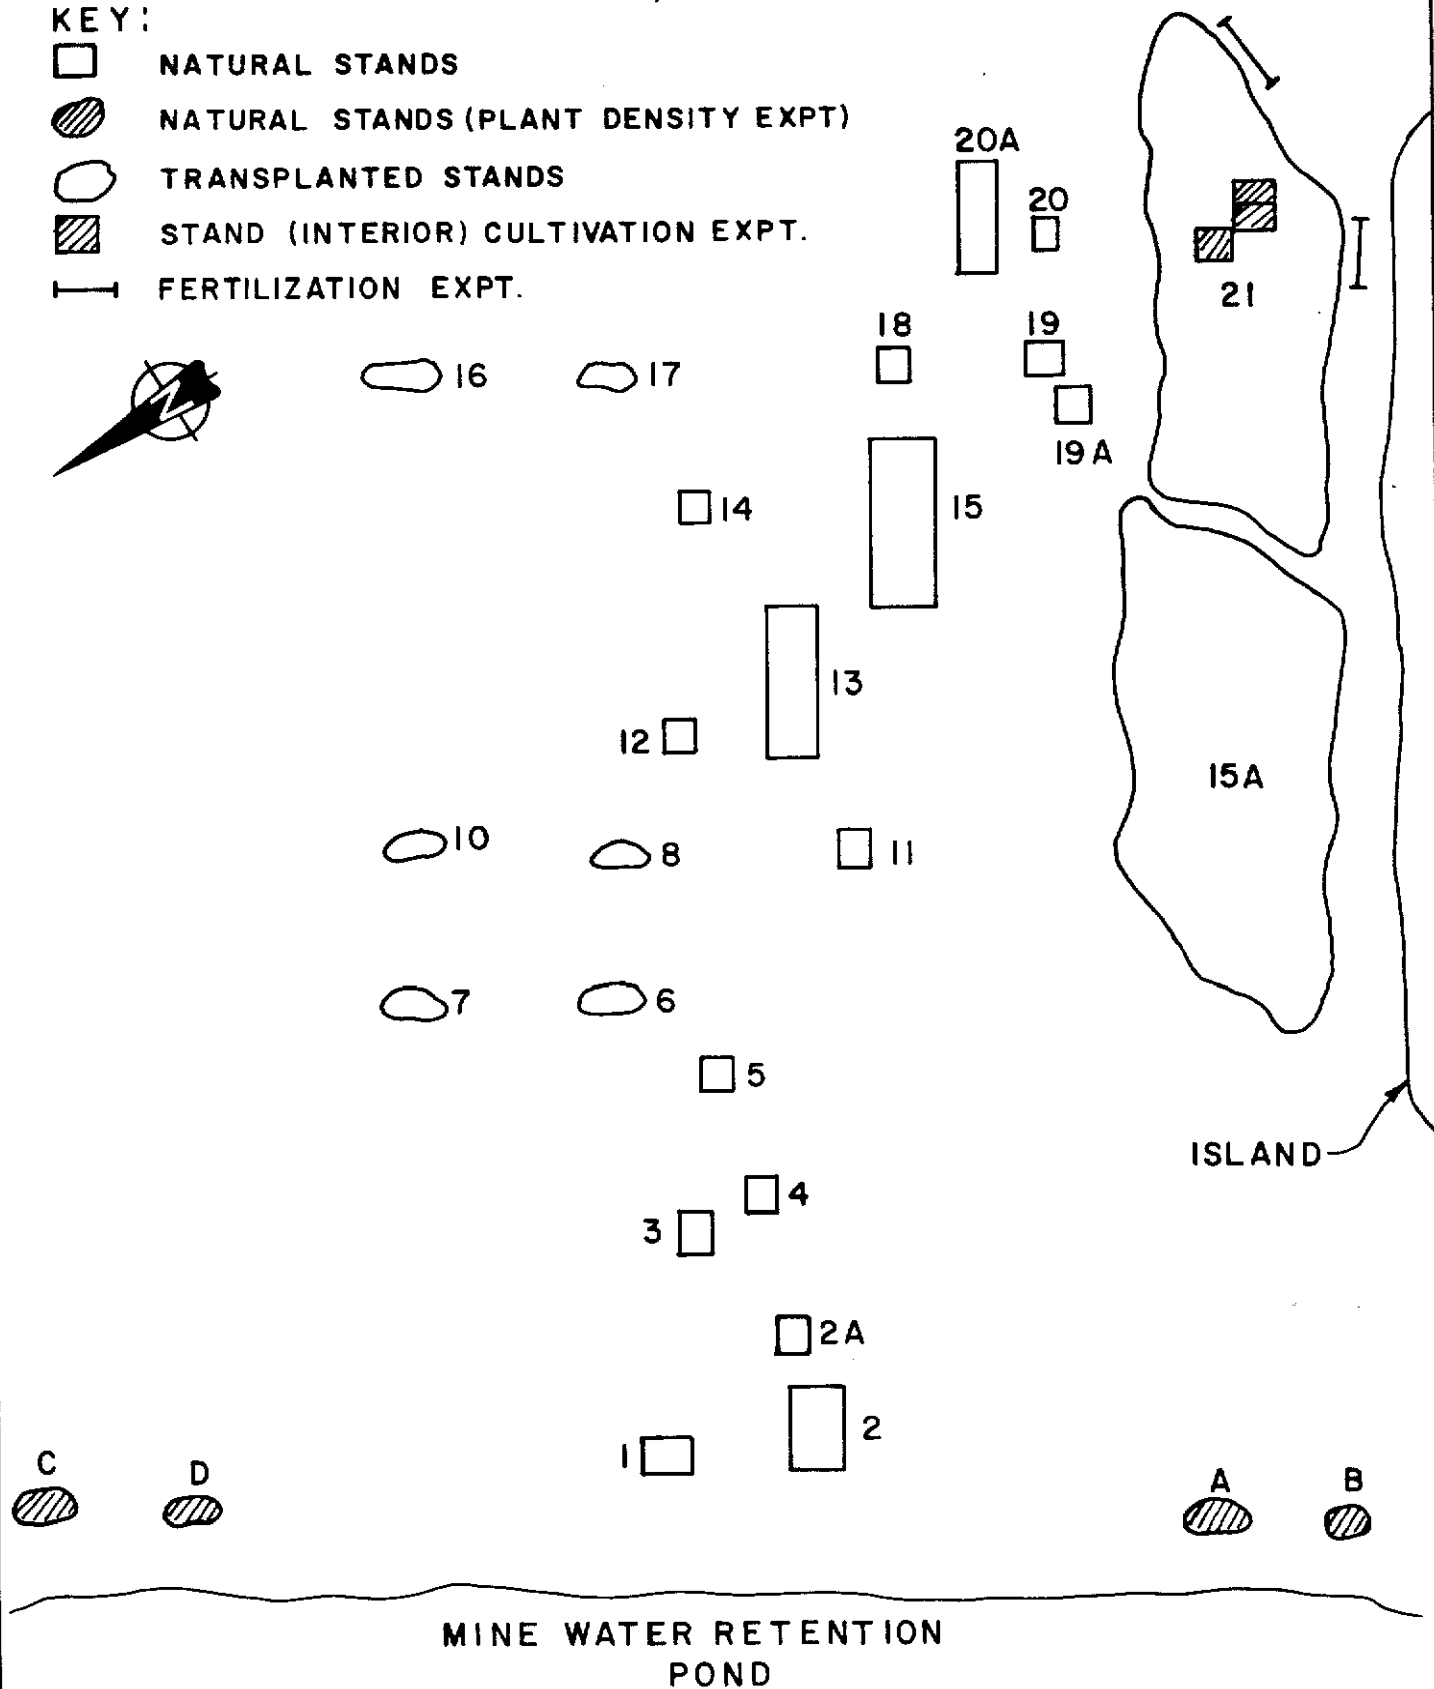 KEY:
NATURAL STANDS
NATURAL STANDS (PLANT DENSITY EXPT)
TRANSPLANTED STANDS
STAND (INTERIOR) CULTIVATION EXPT.
FERTILIZATION EXPT.
N
20A
20
21
18
19
16
17
19A
14
15
13
12
15A
10
8
11
7
6
5
ISLAND
4
3
2A
2
1
C
D
A
B
MINE WATER RETENTION
POND